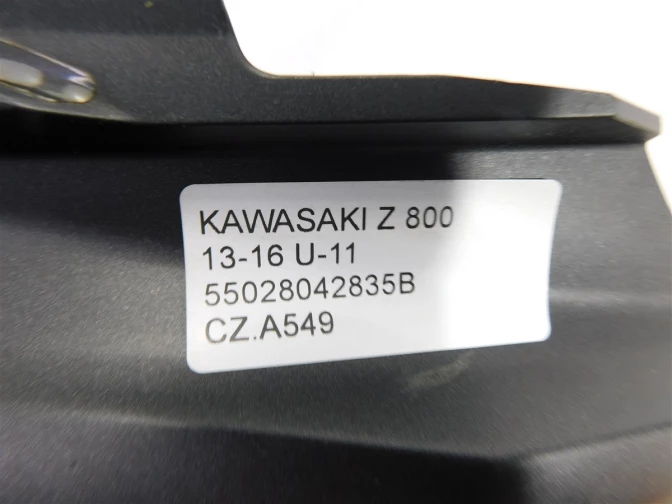 KAWASAKI Z 800
13-16 U-11
55028042835B
CZ.A549